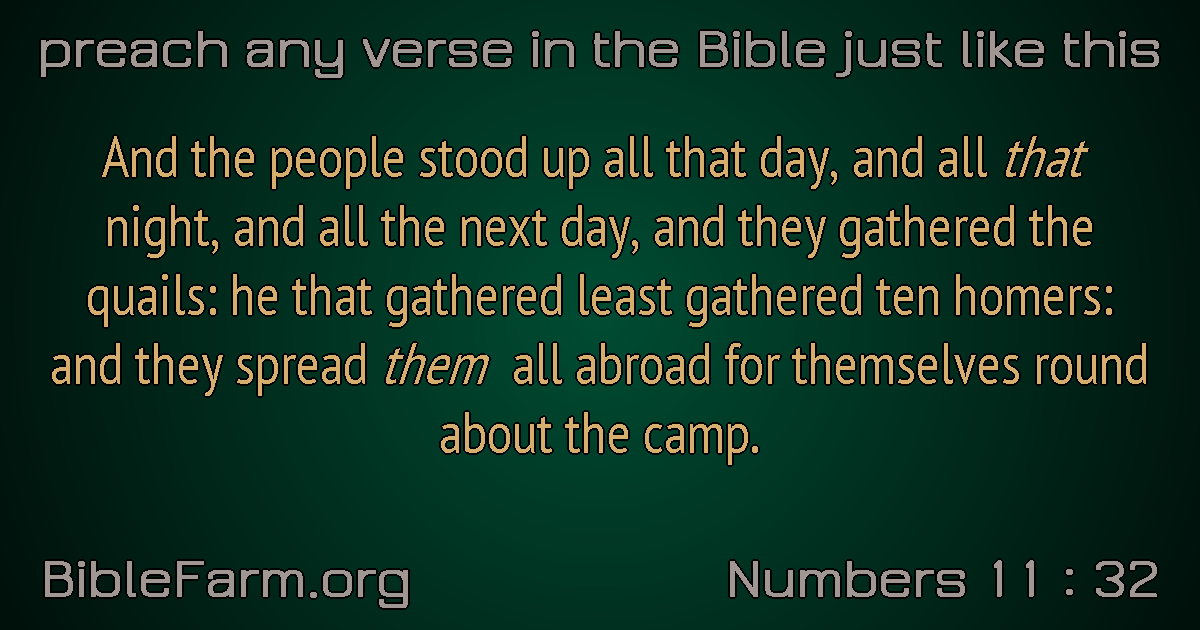 preach any verse in the Bible just like this
And the people stood up all that day, and all that
night, and all the next day, and they gathered the
quails: he that gathered least gathered ten homers:
and they spread them all abroad for themselves round
about the camp.
BibleFarm.org
Numbers 11 : 32